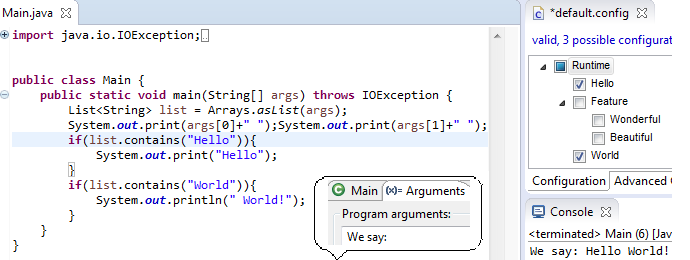 Main.java
import java.io.IOException;
public class Main {
public static void main(String[] args) throws IOException {
List<String> list = Arrays.asList(args);
System.out.print(args[0]+" ");System.out.print(args[1]+" ");
if(list.contains("Hello")){
System.out.print("Hello");
}
if(list.contains("World")){
System.out.println(" World!");
}
}
}
Main
(x)= Arguments
Program arguments:
We say:
*default.config
valid, 3 possible configurat
Runtime
Hello
Feature
Wonderful
Beautiful
World
Configuration
Advanced
Console
<terminated> Main (6) [Jav
We say: Hello World!